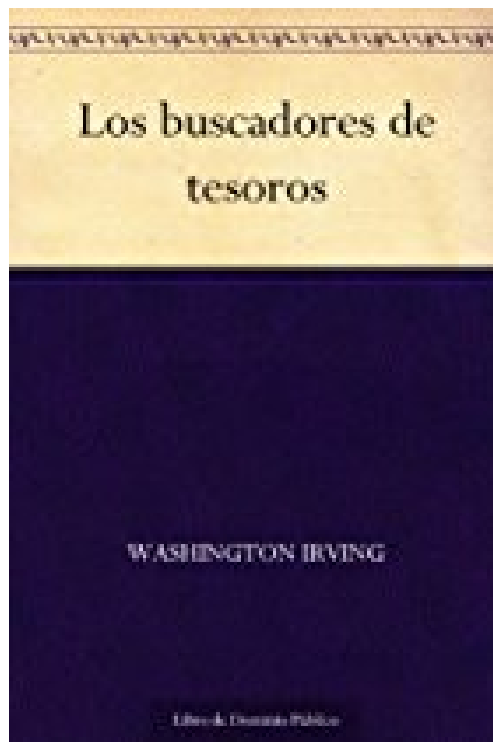 Los buscadores de
tesoros
WASHINGTON IRVING
Libro de Dominio Público